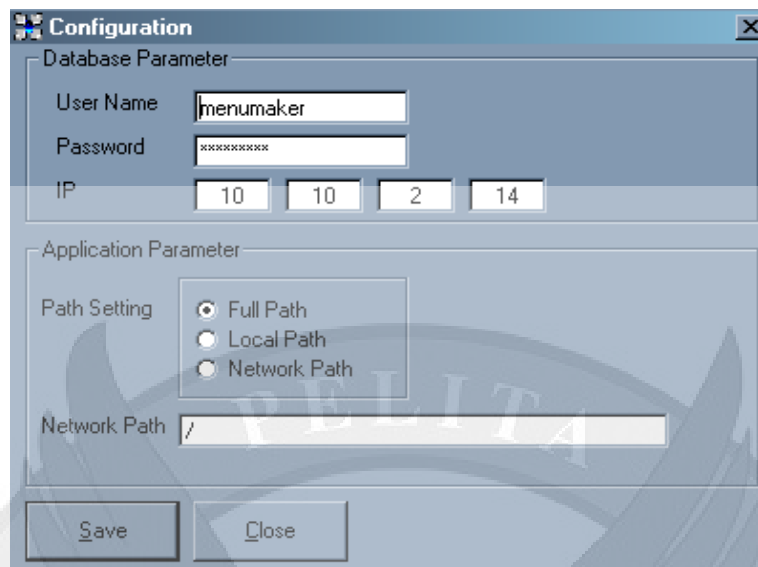 Configuration
Database Parameter
User Name menumaker
Password *********
IP 10 10 2 14
Application Parameter
Path Setting Full Path
Local Path
Network Path
Network Path /
PELITA
Save Close